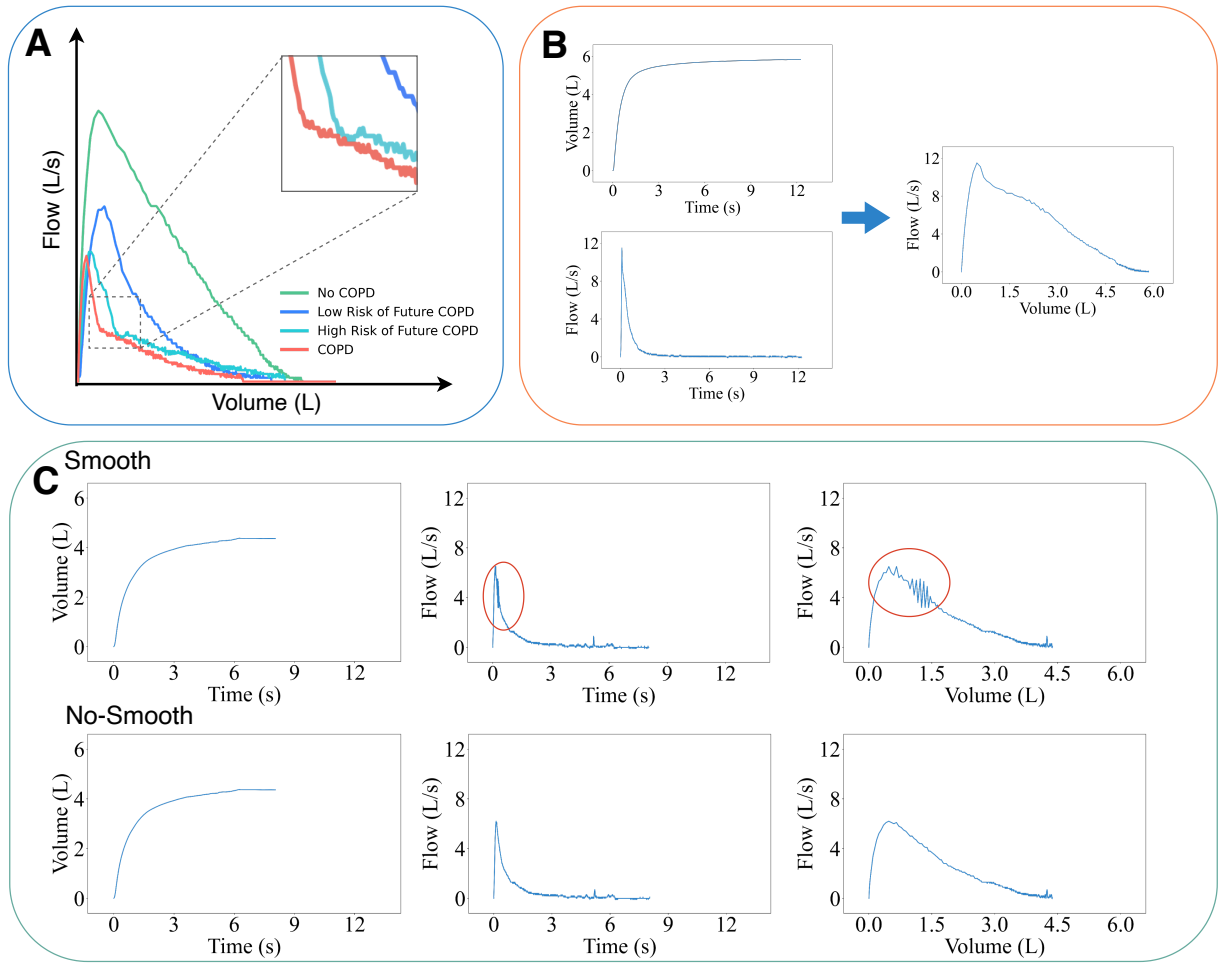 A
Flow (L/s)
No COPD
Low Risk of Future COPD
High Risk of Future COPD
COPD
Volume (L)
B
Volume (L)
6
4
2
0
0 3 6 9 12
Time (s)
Flow (L/s)
12
8
4
0
0 3 6 9 12
Time (s)
Flow (L/s)
12
8
4
0
0.0 1.5 3.0 4.5 6.0
Volume (L)
C
Smooth
Volume (L)
6
4
2
0
0 3 6 9 12
Time (s)
Flow (L/s)
12
8
4
0
0 3 6 9 12
Time (s)
Flow (L/s)
12
8
4
0
0.0 1.5 3.0 4.5 6.0
Volume (L)
No-Smooth
Volume (L)
6
4
2
0
0 3 6 9 12
Time (s)
Flow (L/s)
12
8
4
0
0 3 6 9 12
Time (s)
Flow (L/s)
12
8
4
0
0.0 1.5 3.0 4.5 6.0
Volume (L)